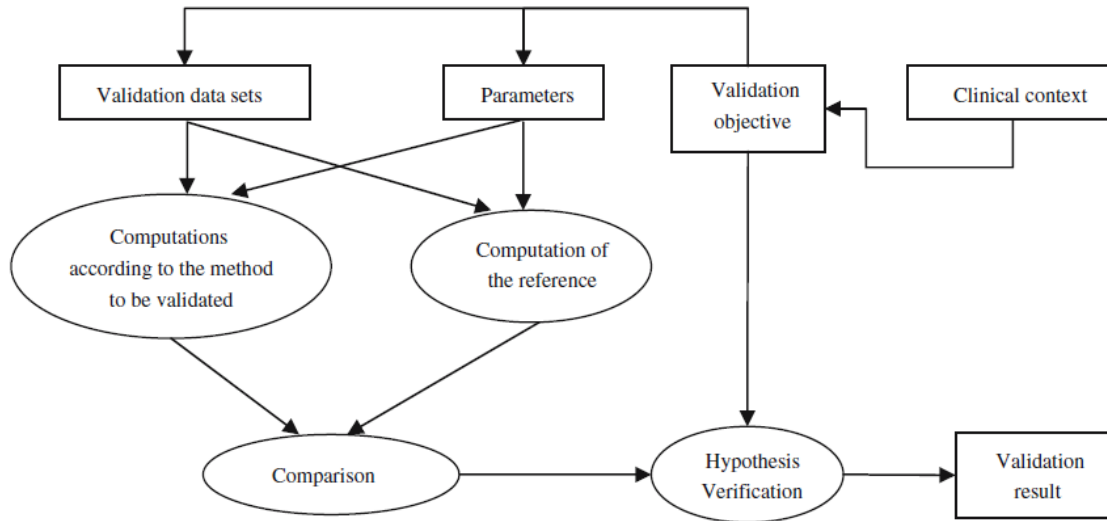 Validation data sets
Parameters
Validation
objective
Clinical context
Computations
according to the method
to be validated
Computation of
the reference
Comparison
Hypothesis
Verification
Validation
result